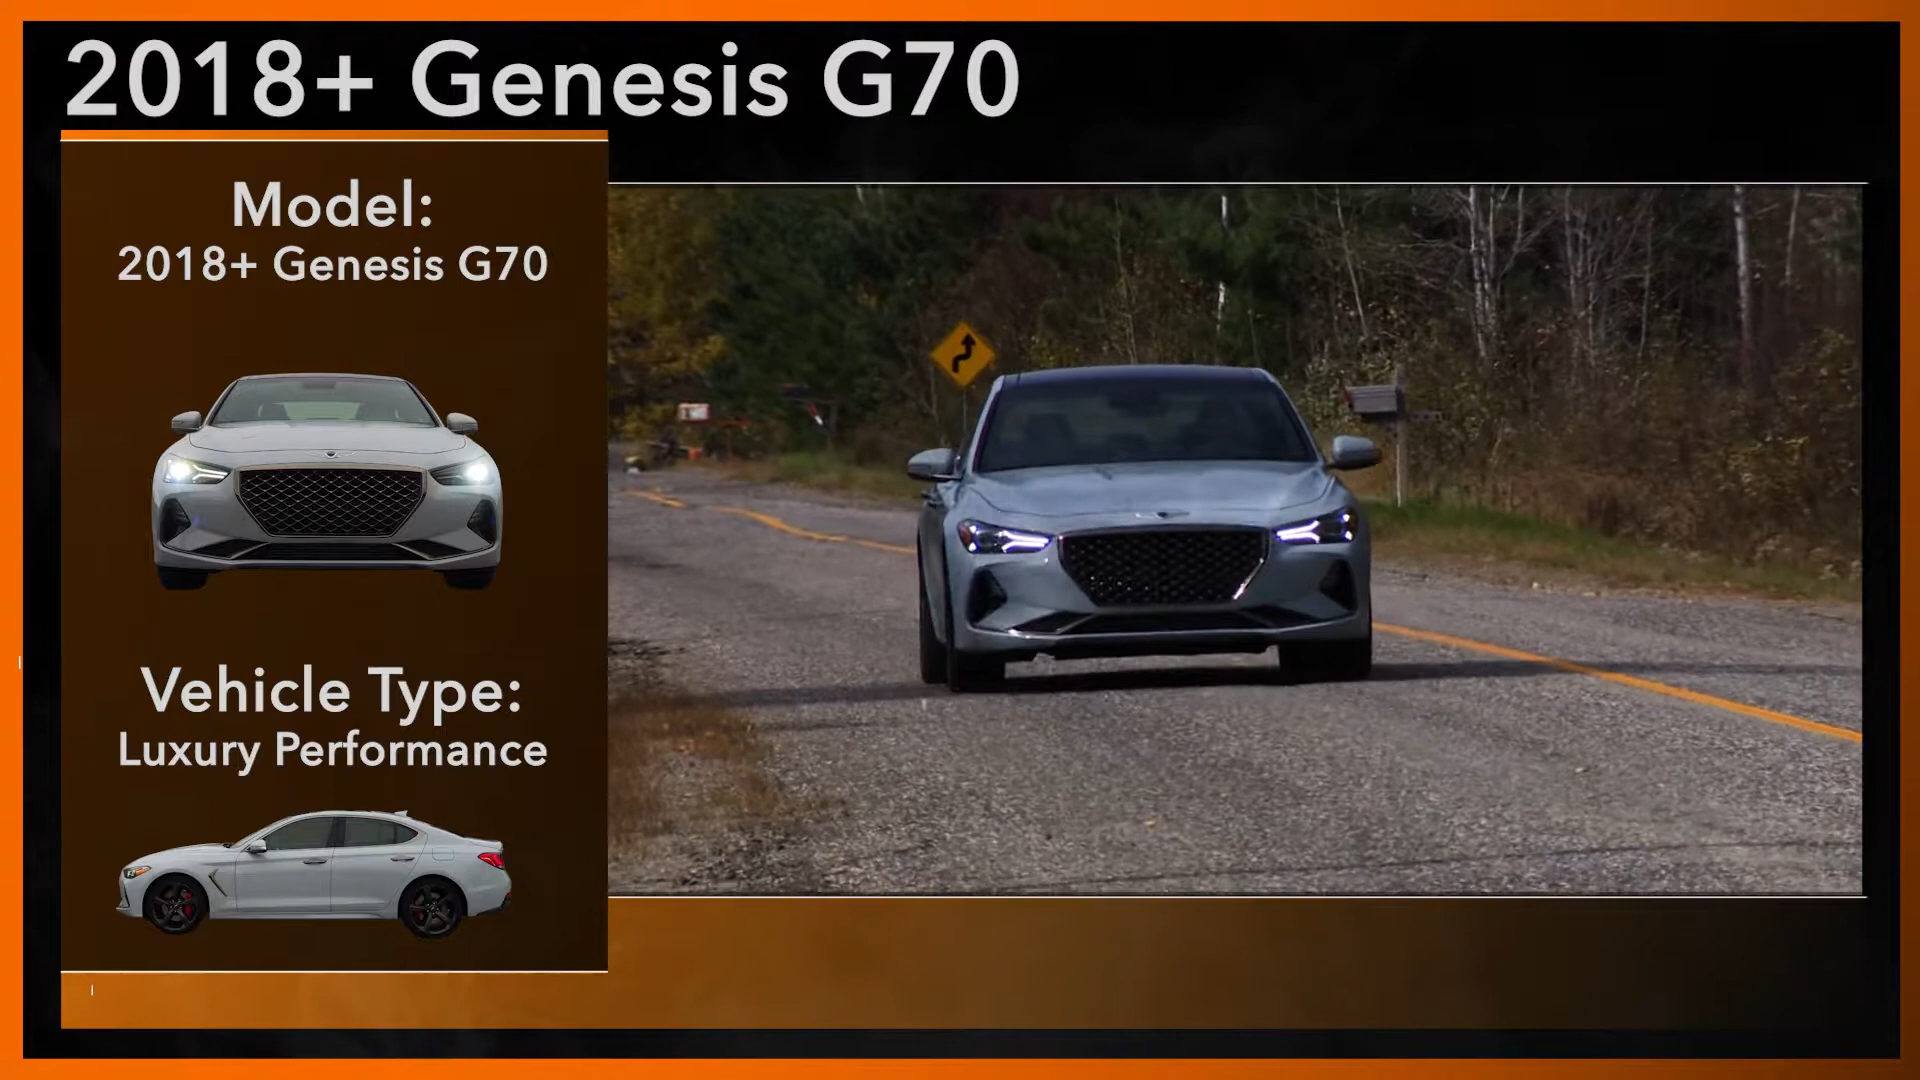 2018+ Genesis G70
Model:
2018+ Genesis G70
Vehicle Type:
Luxury Performance